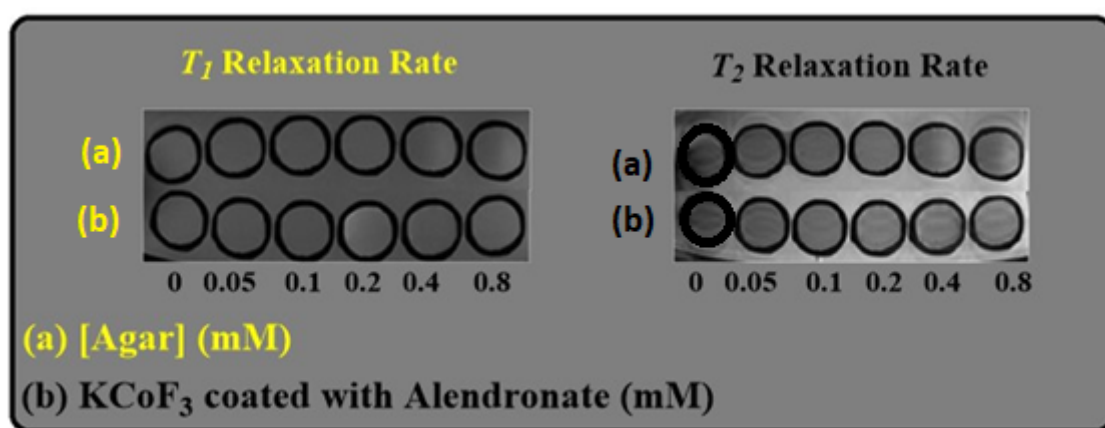 T1 Relaxation Rate
(a)
(b)
0 0.05 0.1 0.2 0.4 0.8
T2 Relaxation Rate
(a)
(b)
0 0.05 0.1 0.2 0.4 0.8
(a) [Agar] (mM)
(b) KCoF3 coated with Alendronate (mM)